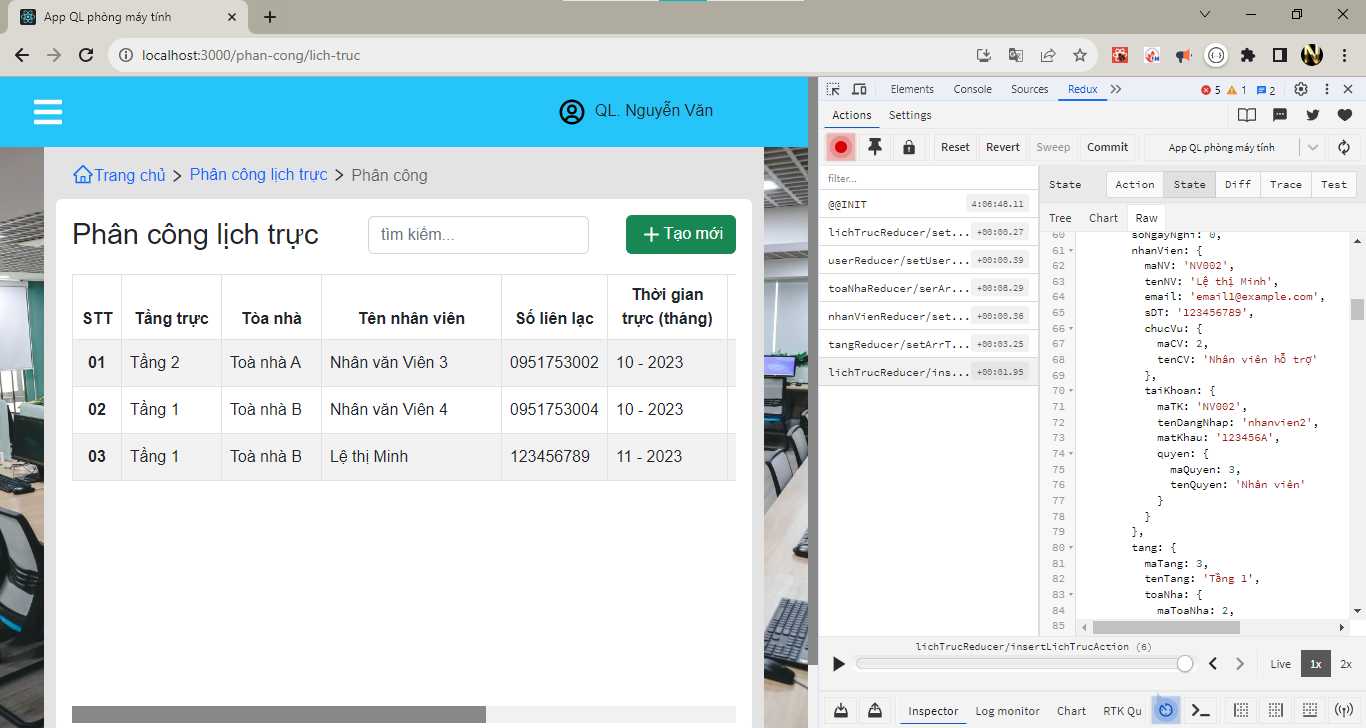 App QL phòng máy tính
localhost:3000/phan-cong/lich-truc
QL. Nguyễn Văn
Trang chủ > Phân công lịch trực > Phân công
Phân công lịch trực
tìm kiếm...
Tạo mới
STT Tầng trực Tòa nhà Tên nhân viên Số liên lạc Thời gian trực (tháng)
01 Tầng 2 Toà nhà A Nhân văn Viên 3 0951753002 10 - 2023
02 Tầng 1 Toà nhà B Nhân văn Viên 4 0951753004 10 - 2023
03 Tầng 1 Toà nhà B Lệ thị Minh 123456789 11 - 2023
Elements Console Sources Redux 5 1 2
Actions Settings
Reset Revert Sweep Commit App QL phòng máy tính
filter...
@@INIT 4:06:48.11
lichTrucReducer/set... +00:00.27
userReducer/setUser... +00:00.39
toaNhaReducer/serAr... +00:08.29
nhanVienReducer/set... +00:00.36
tangReducer/setArrT... +00:03.25
lichTrucReducer/ins... +00:01.95
State Action State Diff Trace Test
Tree Chart Raw
60 soNgayNghi: 0,
61 nhanVien: {
62 maNV: 'NV002',
63 tenNV: 'Lệ thị Minh',
64 email: 'email1@example.com',
65 sDT: '123456789',
66 chucVu: {
67 maCV: 2,
68 tenCV: 'Nhân viên hỗ trợ'
69 },
70 taiKhoan: {
71 maTK: 'NV002',
72 tenDangNhap: 'nhanvien2',
73 matKhau: '123456A',
74 quyen: {
75 maQuyen: 3,
76 tenQuyen: 'Nhân viên'
77 }
78 }
79 },
80 tang: {
81 maTang: 3,
82 tenTang: 'Tầng 1',
83 toaNha: {
84 maToaNha: 2,
85
lichTrucReducer/insertLichTrucAction (6)
Live 1x 2x
Inspector Log monitor Chart RTK Qu